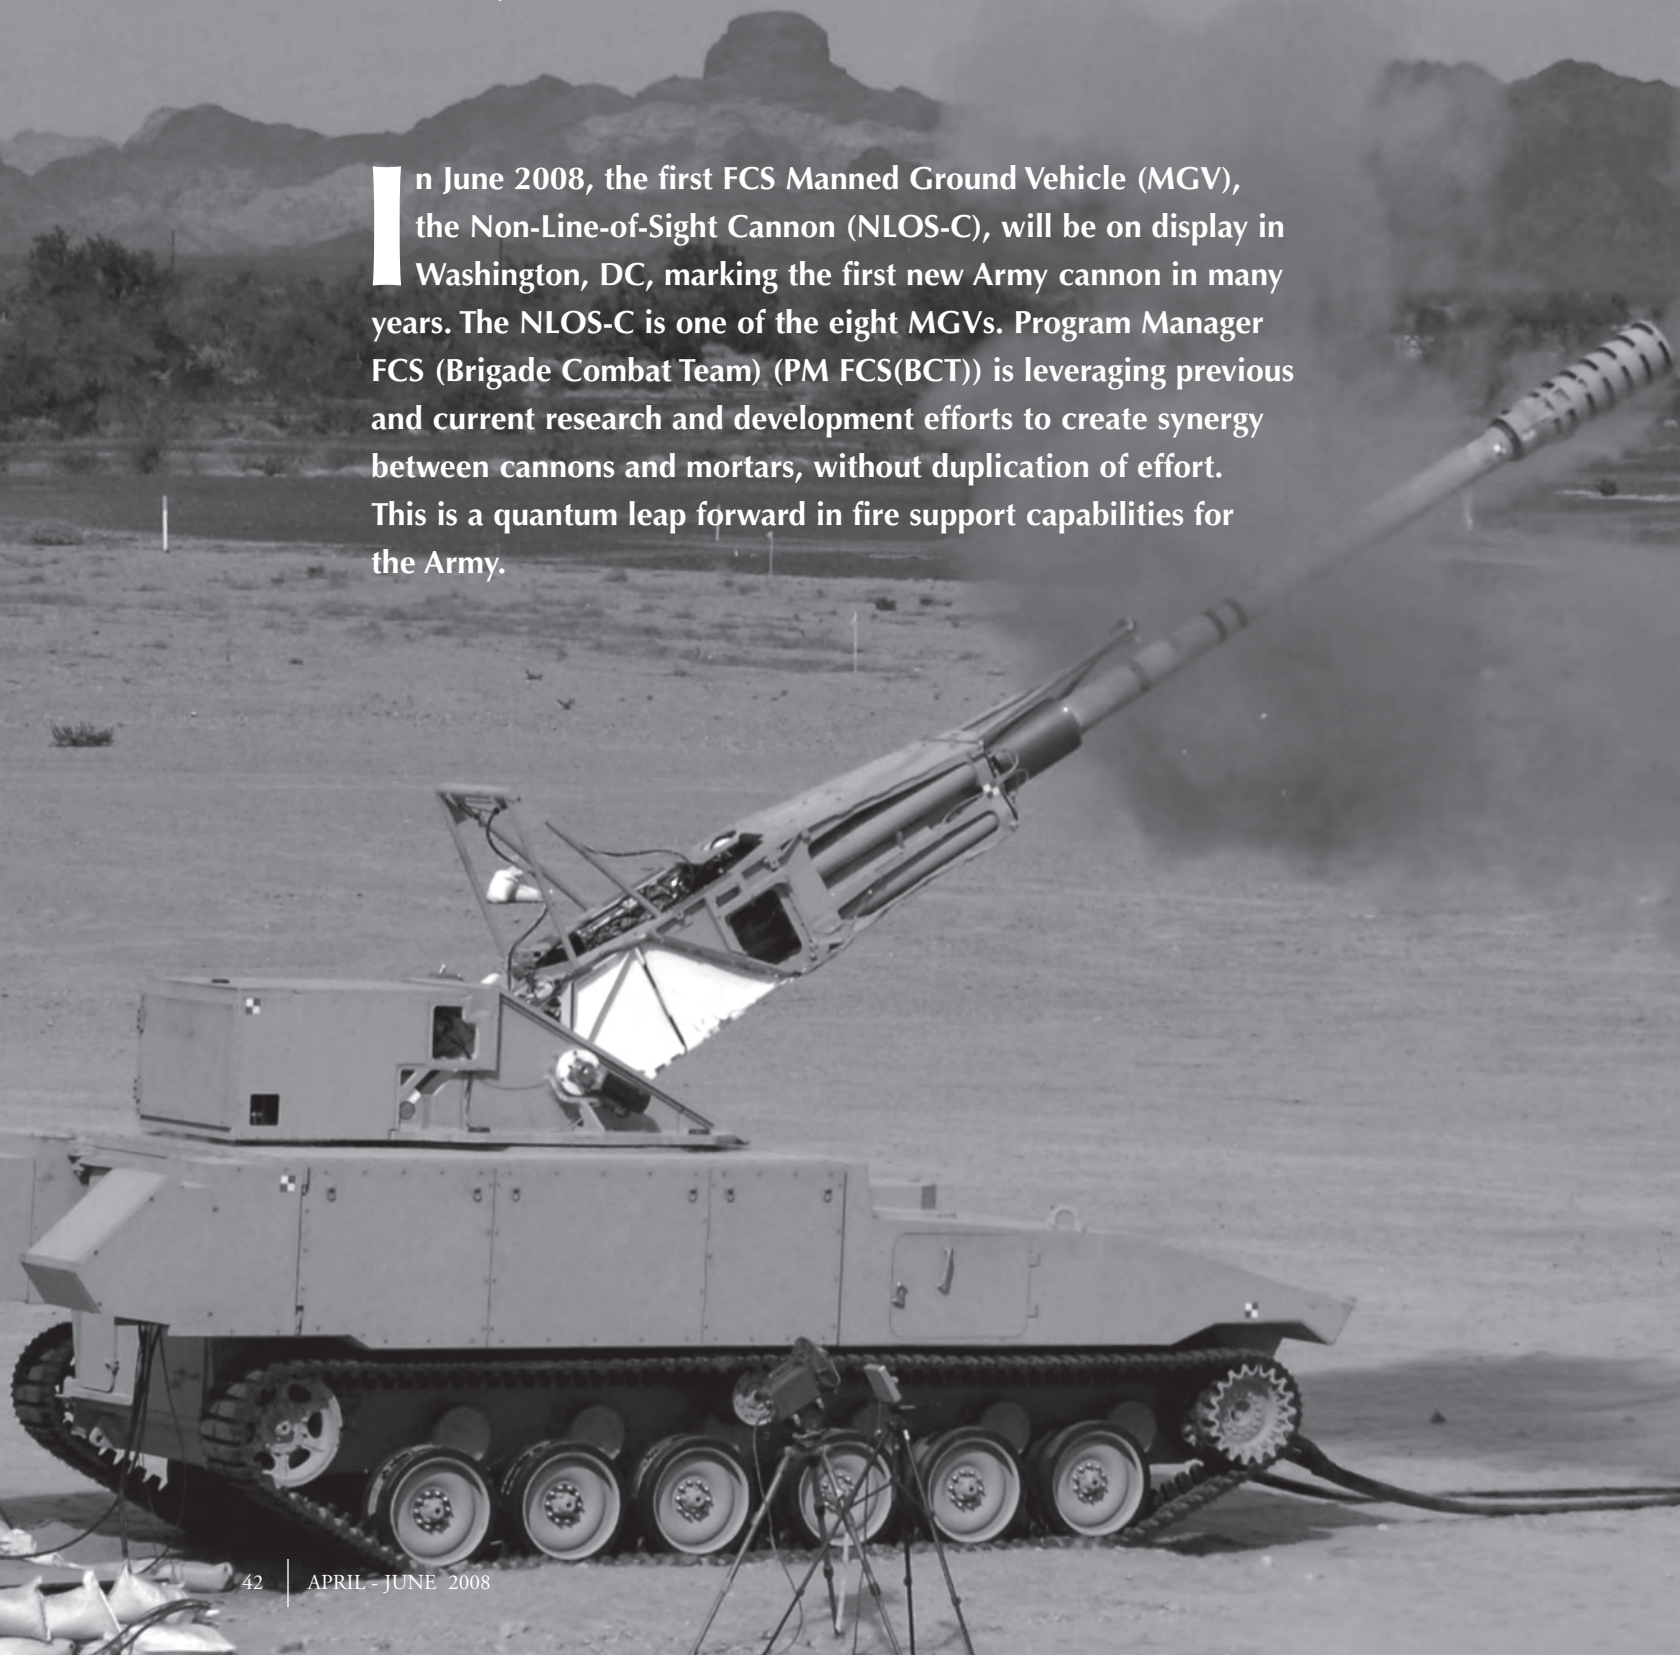 In June 2008, the first FCS Manned Ground Vehicle (MGV),
the Non-Line-of-Sight Cannon (NLOS-C), will be on display in
Washington, DC, marking the first new Army cannon in many
years. The NLOS-C is one of the eight MGVs. Program Manager
FCS (Brigade Combat Team) (PM FCS(BCT)) is leveraging previous
and current research and development efforts to create synergy
between cannons and mortars, without duplication of effort.
This is a quantum leap forward in fire support capabilities for
the Army.
42 | APRIL - JUNE 2008